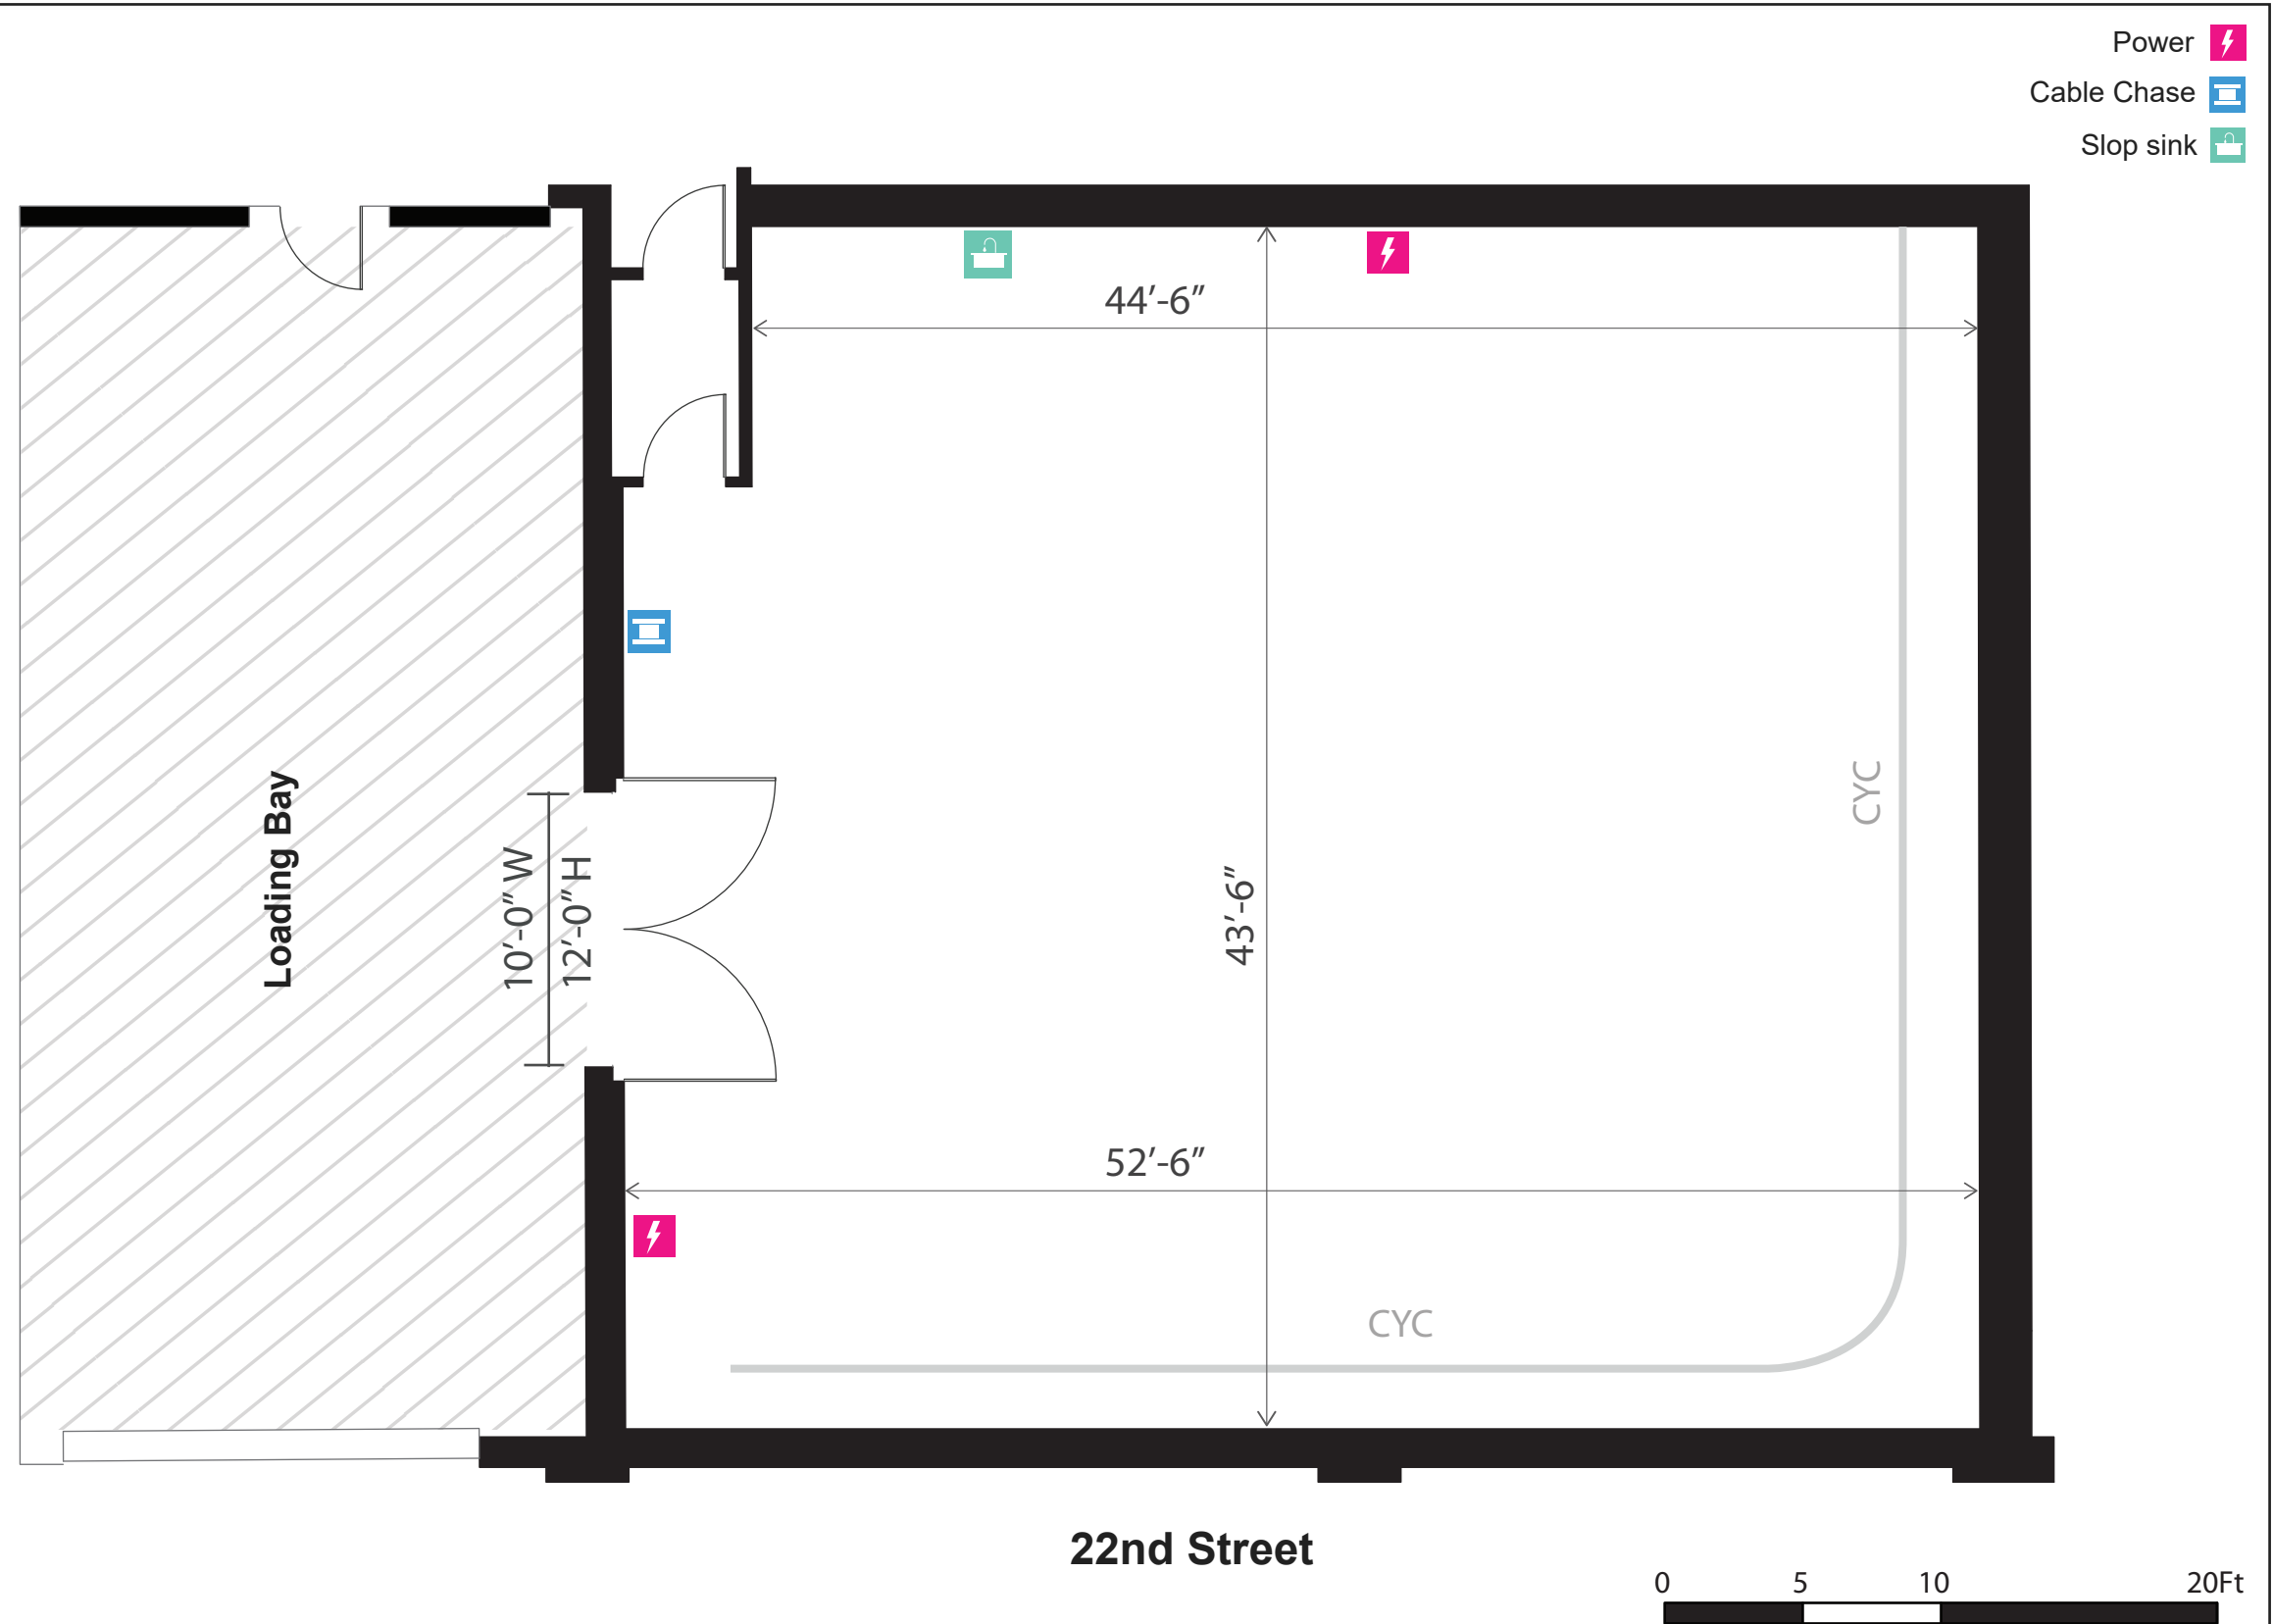 Power
Cable Chase
Slop sink
44’-6”
CYC
Loading Bay
10’-0” W
12’-0” H
43’-6”
52’-6”
CYC
22nd Street
0 5 10 20Ft